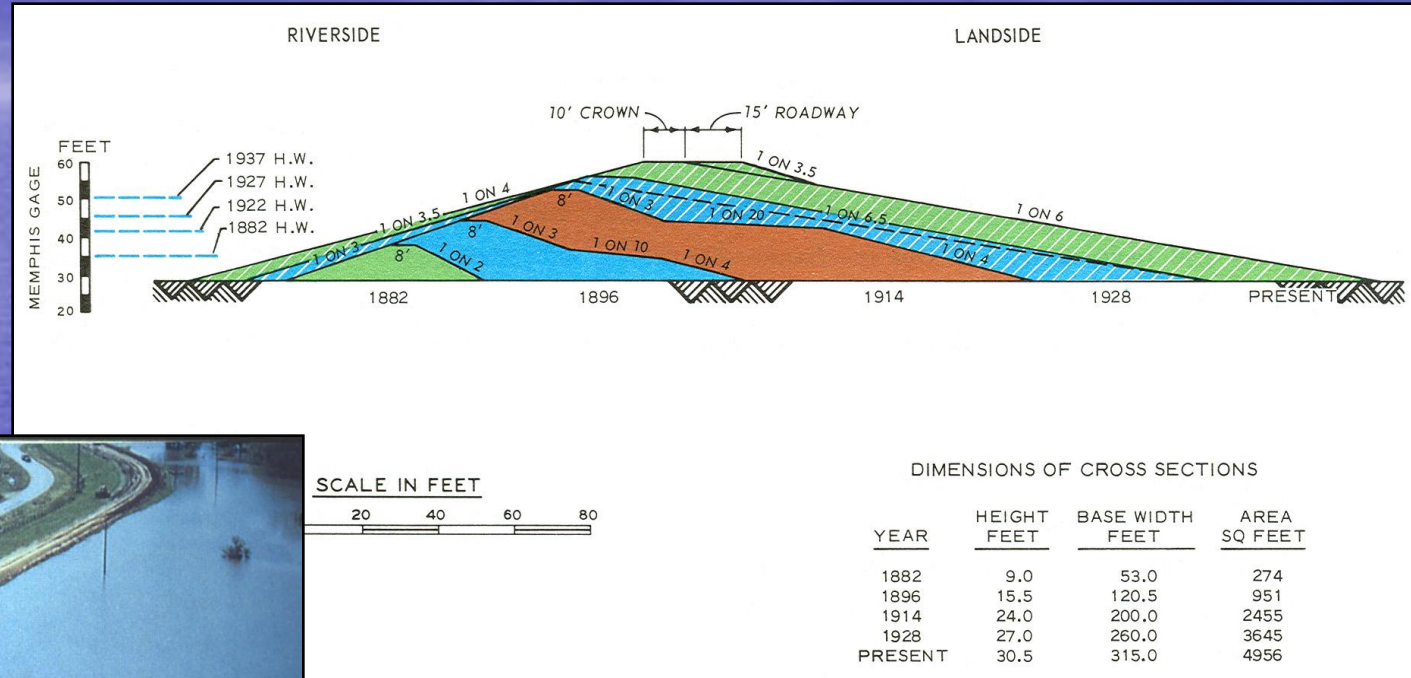 RIVERSIDE
LANDSIDE
10' CROWN
15' ROADWAY
FEET
MEMPHIS GAGE
60
50
40
30
20
1937 H.W.
1927 H.W.
1922 H.W.
1882 H.W.
1 ON 3.5
1 ON 4
1 ON 3.5
1 ON 3
8'
8'
8'
1 ON 3
1 ON 20
1 ON 6.5
1 ON 6
1 ON 3
1 ON 10
1 ON 4
1 ON 2
1 ON 4
1882
1896
1914
1928
PRESENT
SCALE IN FEET
20 40 60 80
DIMENSIONS OF CROSS SECTIONS
YEAR HEIGHT FEET BASE WIDTH FEET AREA SQ FEET
1882 9.0 53.0 274
1896 15.5 120.5 951
1914 24.0 200.0 2455
1928 27.0 260.0 3645
PRESENT 30.5 315.0 4956